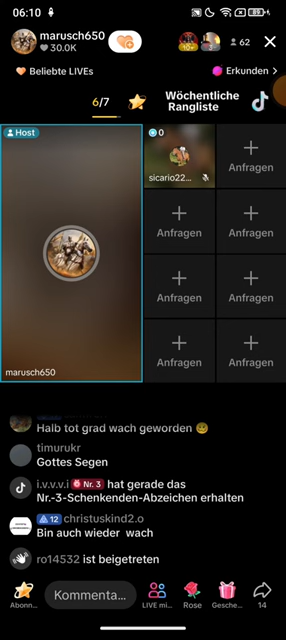 06:10
89
marusch650
30.0K
10+
3
62
Beliebte LIVEs
Erkunden >
6/7
Wöchentliche
Rangliste
Host
0
Anfragen
sicario22...
Anfragen
Anfragen
Anfragen
Anfragen
Anfragen
Anfragen
marusch650
Halb tot grad wach geworden
timurukr
Gottes Segen
i.v.v.v.i Nr. 3 hat gerade das
Nr.-3-Schenkenden-Abzeichen erhalten
12 christuskind2.o
Bin auch wieder wach
ro14532 ist beigetreten
Kommenta...
Abonn...
LIVE mi...
Rose
Gesche...
14